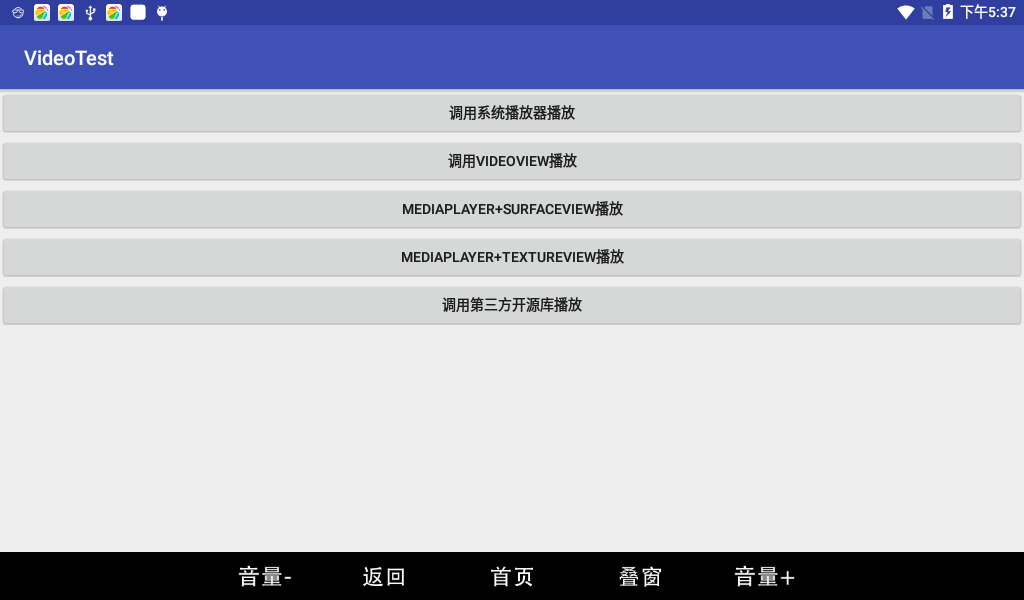 下午5:37
VideoTest
调用系统播放器播放
调用VIDEOVIEW播放
MEDIAPLAYER+SURFACEVIEW播放
MEDIAPLAYER+TEXTUREVIEW播放
调用第三方开源库播放
音量- 返回 首页 叠窗 音量+